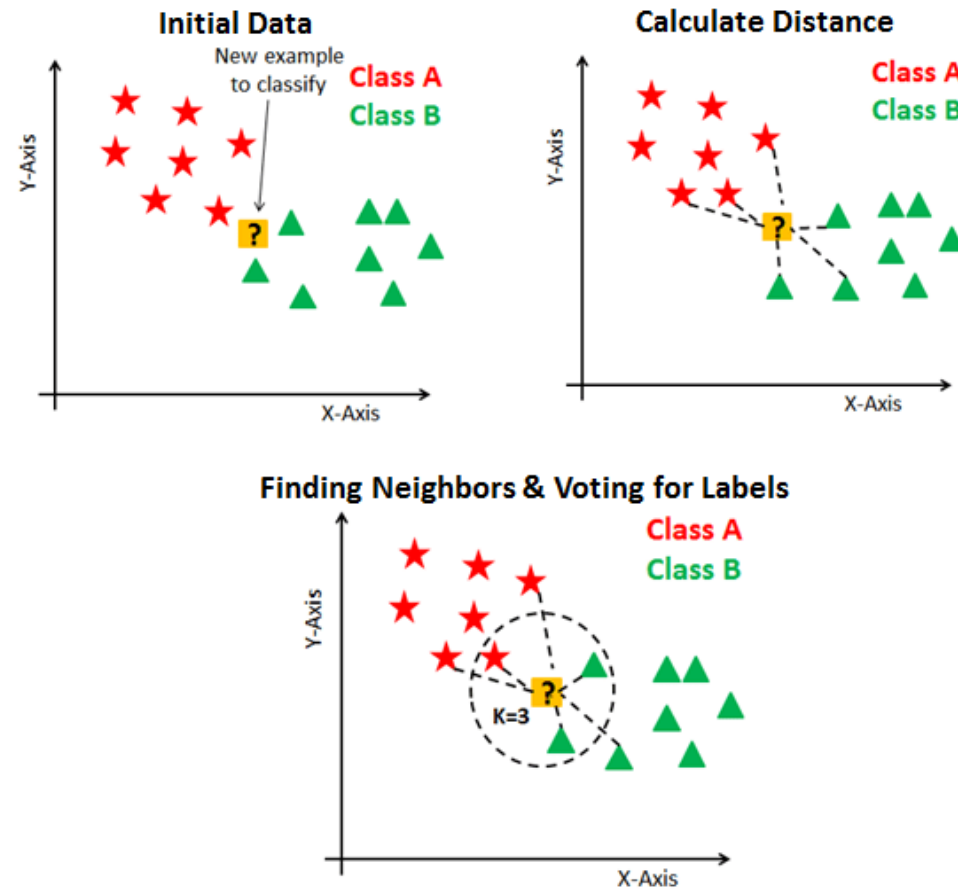 Initial Data
New example
to classify
Class A
Class B
Y-Axis
?
X-Axis
Calculate Distance
Class A
Class B
Y-Axis
?
X-Axis
Finding Neighbors & Voting for Labels
Class A
Class B
Y-Axis
?
K=3
X-Axis